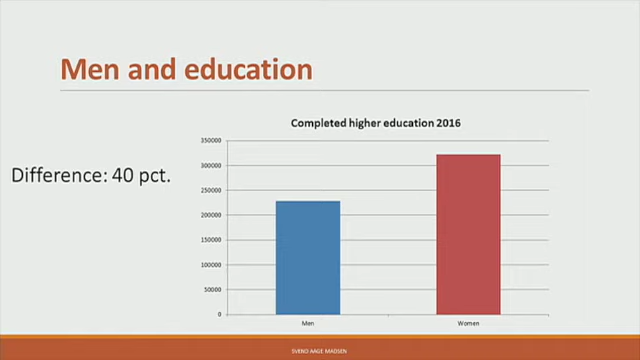 Men and education
Completed higher education 2016
Difference: 40 pct.
350000
300000
250000
200000
150000
100000
50000
0
Men
Women
SVEND AAGE MADSEN